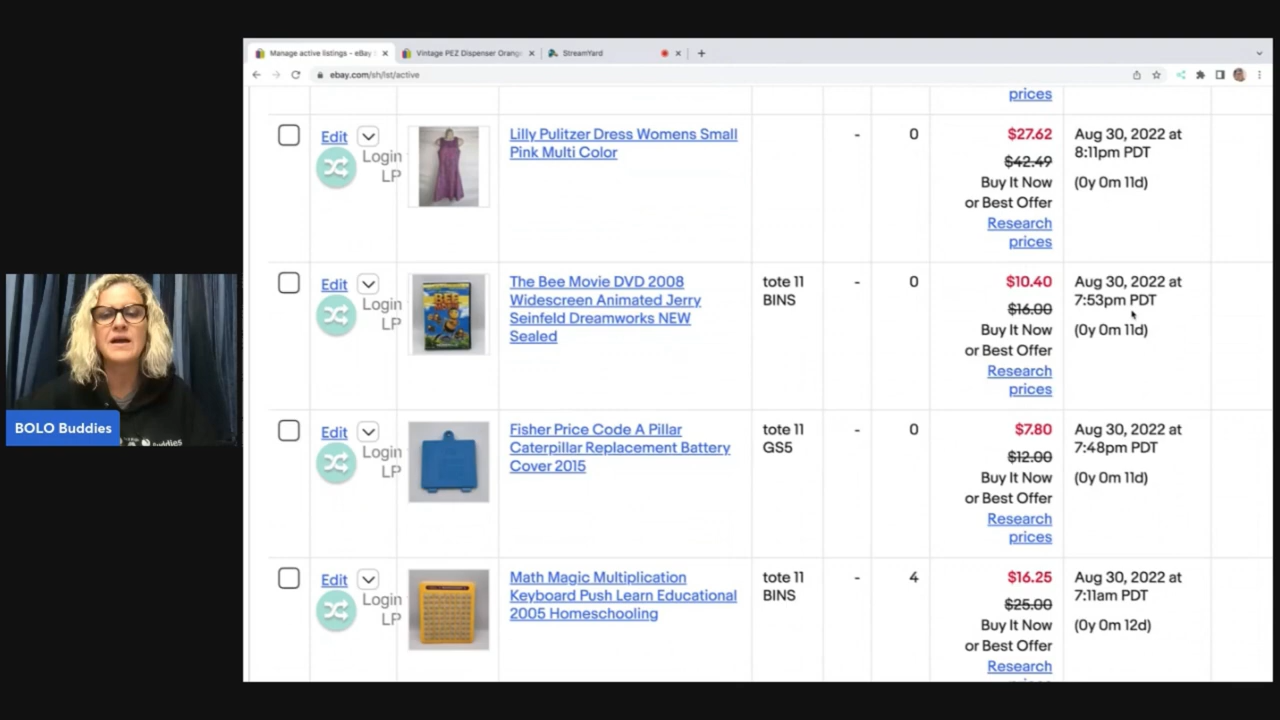 Manage active listings - eBay
Vintage PEZ Dispenser Orang
StreamYard
ebay.com/sh/lst/active
prices
Edit
Login
LP
Lilly Pulitzer Dress Womens Small
Pink Multi Color
-
0
$27.62
$42.49
Buy It Now
or Best Offer
Research
prices
Aug 30, 2022 at
8:11pm PDT
(0y 0m 11d)
Edit
Login
LP
The Bee Movie DVD 2008
Widescreen Animated Jerry
Seinfeld Dreamworks NEW
Sealed
tote 11
BINS
-
0
$10.40
$16.00
Buy It Now
or Best Offer
Research
prices
Aug 30, 2022 at
7:53pm PDT
(0y 0m 11d)
BOLO Buddies
Edit
Login
LP
Fisher Price Code A Pillar
Caterpillar Replacement Battery
Cover 2015
tote 11
GS5
-
0
$7.80
$12.00
Buy It Now
or Best Offer
Research
prices
Aug 30, 2022 at
7:48pm PDT
(0y 0m 11d)
Edit
Login
LP
Math Magic Multiplication
Keyboard Push Learn Educational
2005 Homeschooling
tote 11
BINS
-
4
$16.25
$25.00
Buy It Now
or Best Offer
Research
Aug 30, 2022 at
7:11am PDT
(0y 0m 12d)